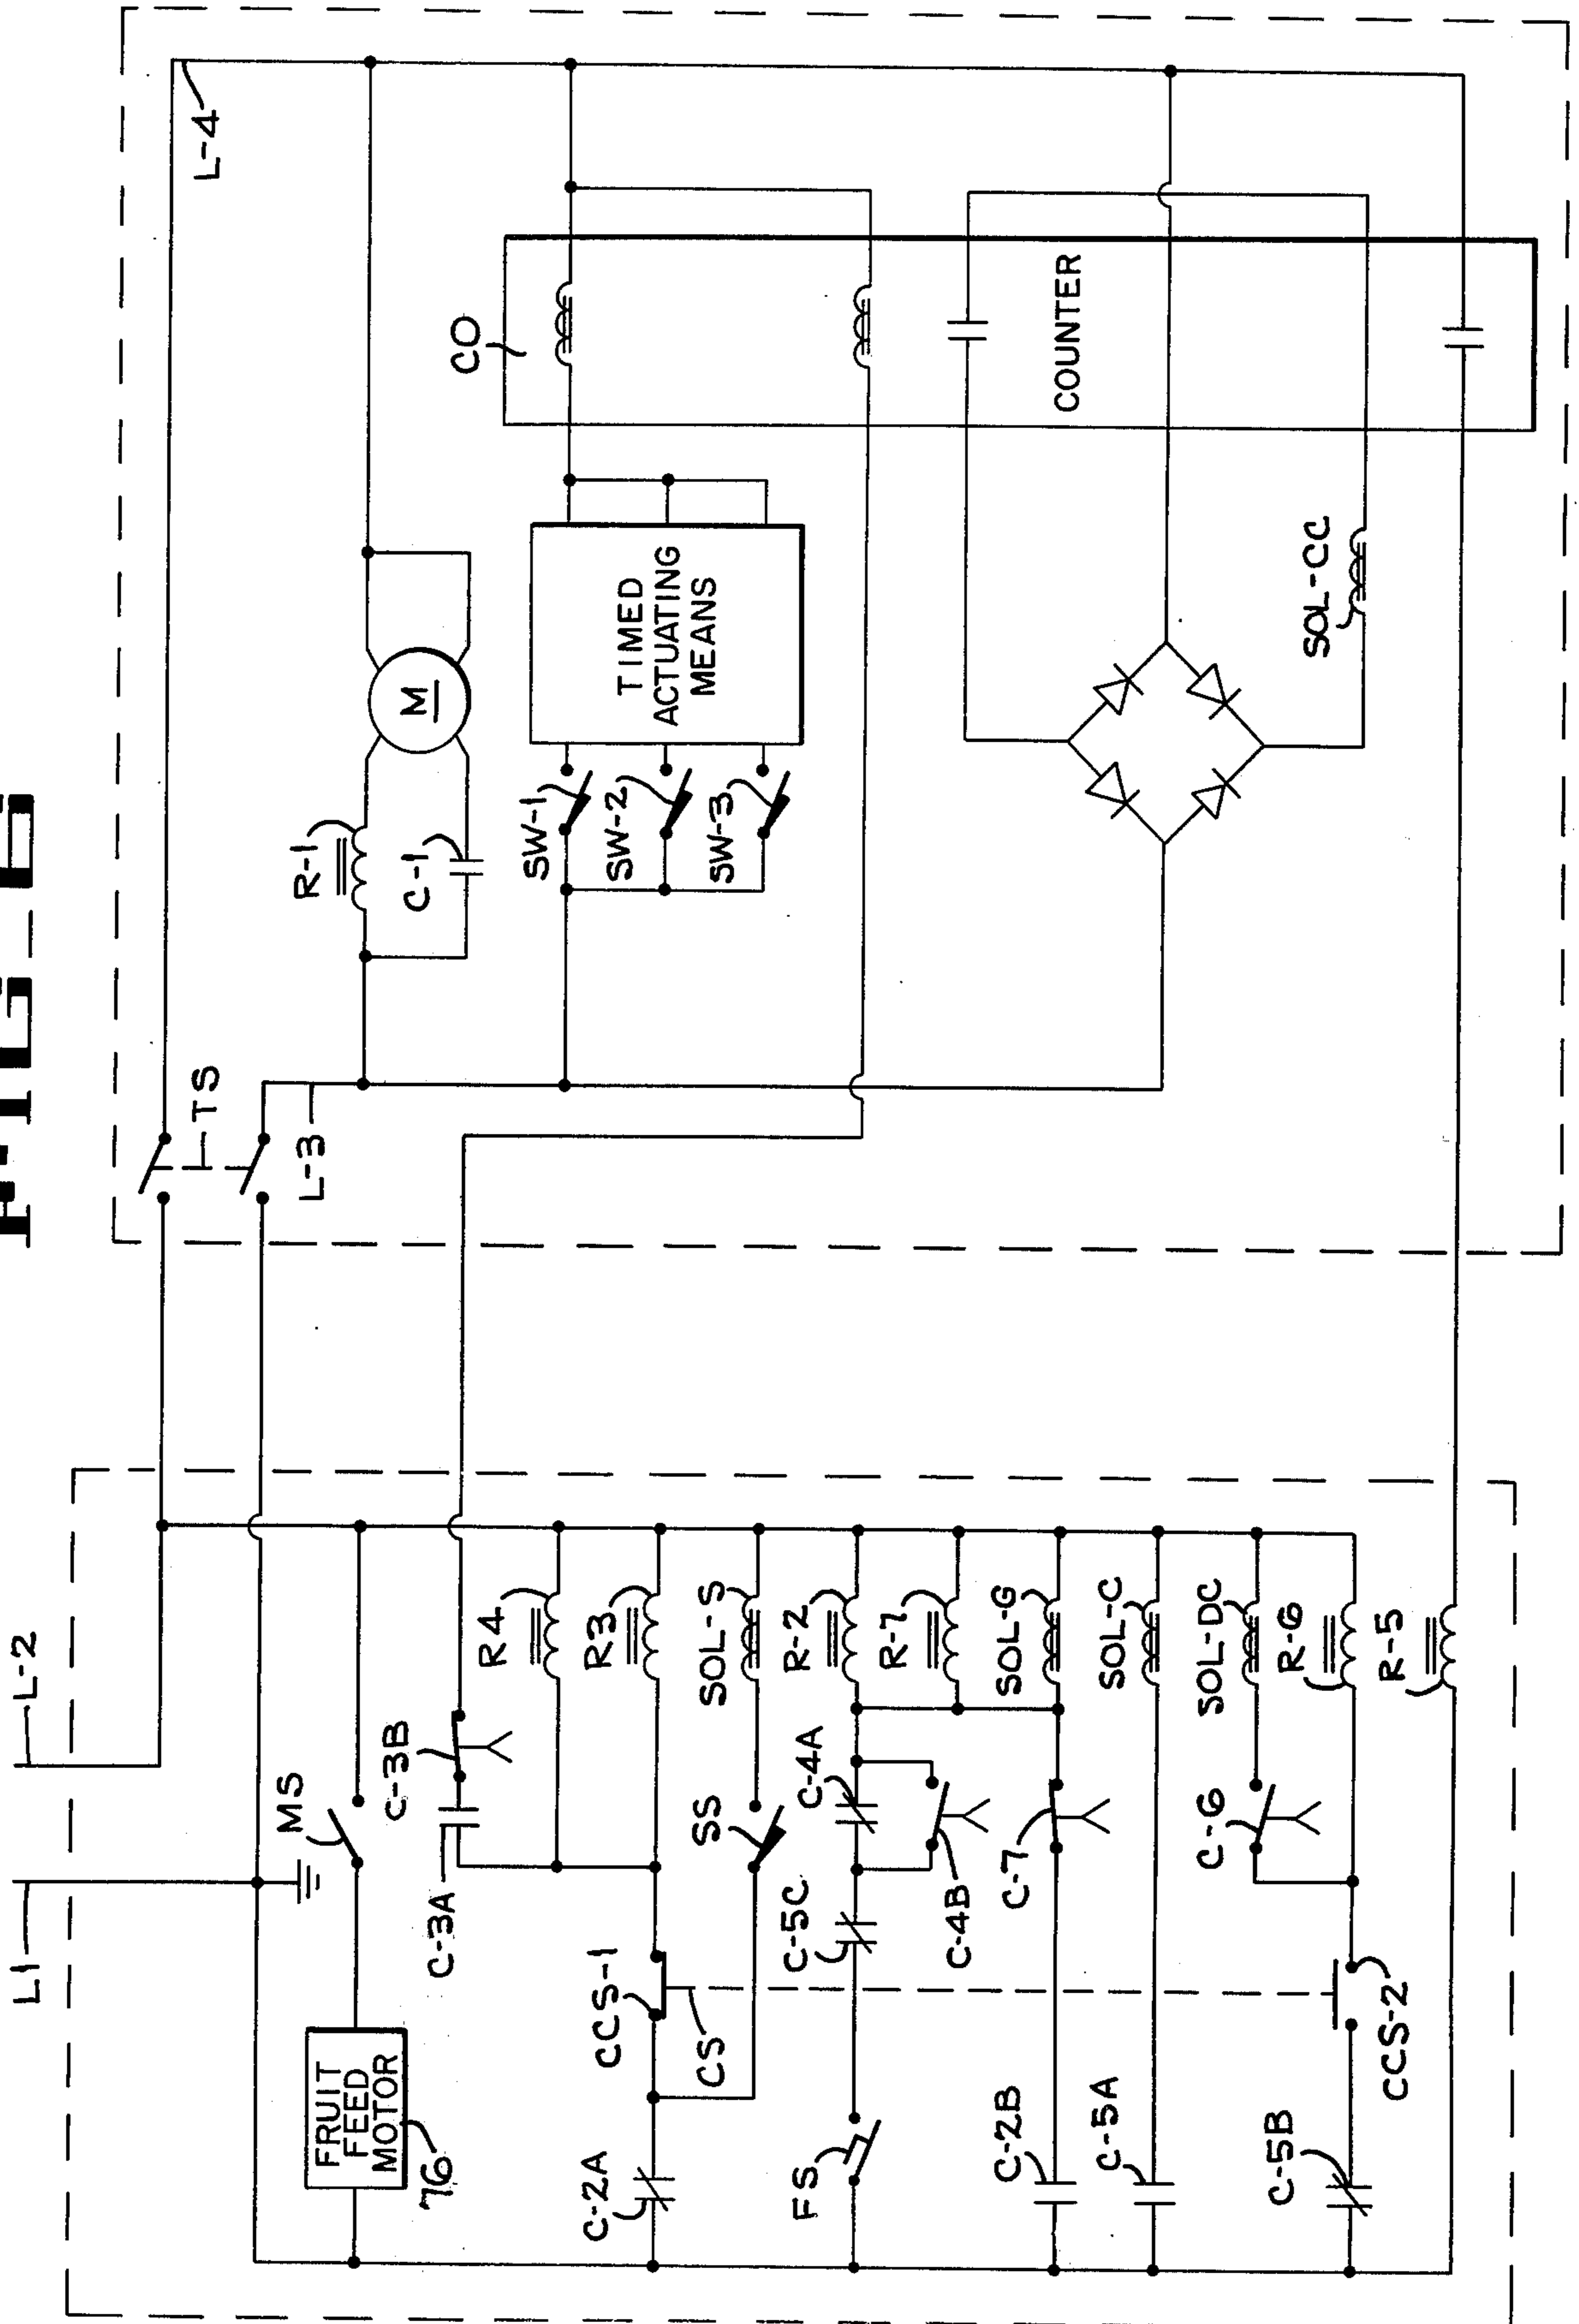 L-4
CO
COUNTER
R-1
M
C-1
TIMED
ACTUATING
MEANS
SW-1
SW-2
SW-3
SOL-CC
TS
L-3
L-2
L1
MS
FRUIT
FEED
MOTOR
76
C-3B
C-3A
R4
R3
SOL-S
R-2
R-7
SOL-G
SOL-C
SOL-DC
R-6
R-5
C-4A
SS
C-7
C-6
C-5C
C-4B
CCS-1
CS
CCS-2
C-2A
FS
C-2B
C-5A
C-5B